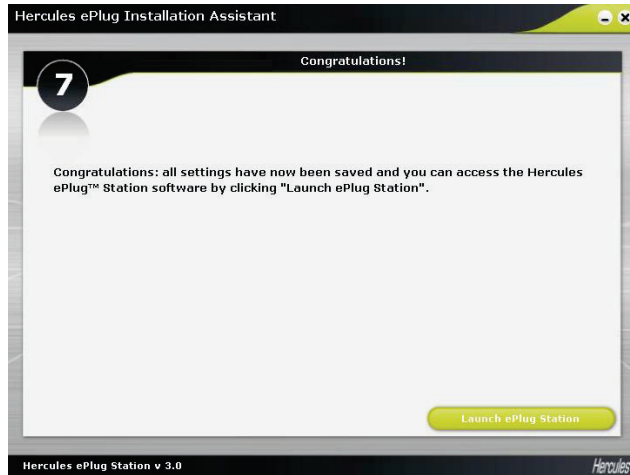 Hercules ePlug Installation Assistant
Congratulations!
7
Congratulations: all settings have now been saved and you can access the Hercules
ePlug™ Station software by clicking "Launch ePlug Station".
Launch ePlug Station
Hercules ePlug Station v 3.0
Hercules